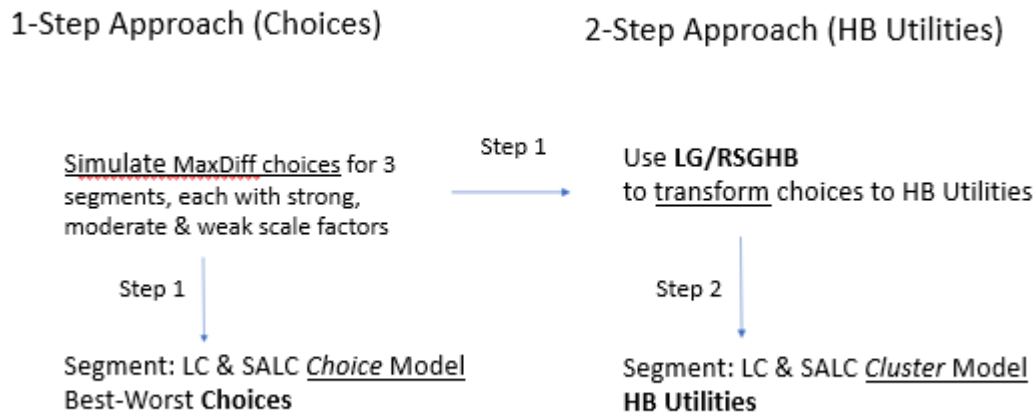 1-Step Approach (Choices)
2-Step Approach (HB Utilities)
Simulate MaxDiff choices for 3
segments, each with strong,
moderate & weak scale factors
Step 1
Use LG/RSGHB
to transform choices to HB Utilities
Step 1
Step 2
Segment: LC & SALC Choice Model
Best-Worst Choices
Segment: LC & SALC Cluster Model
HB Utilities